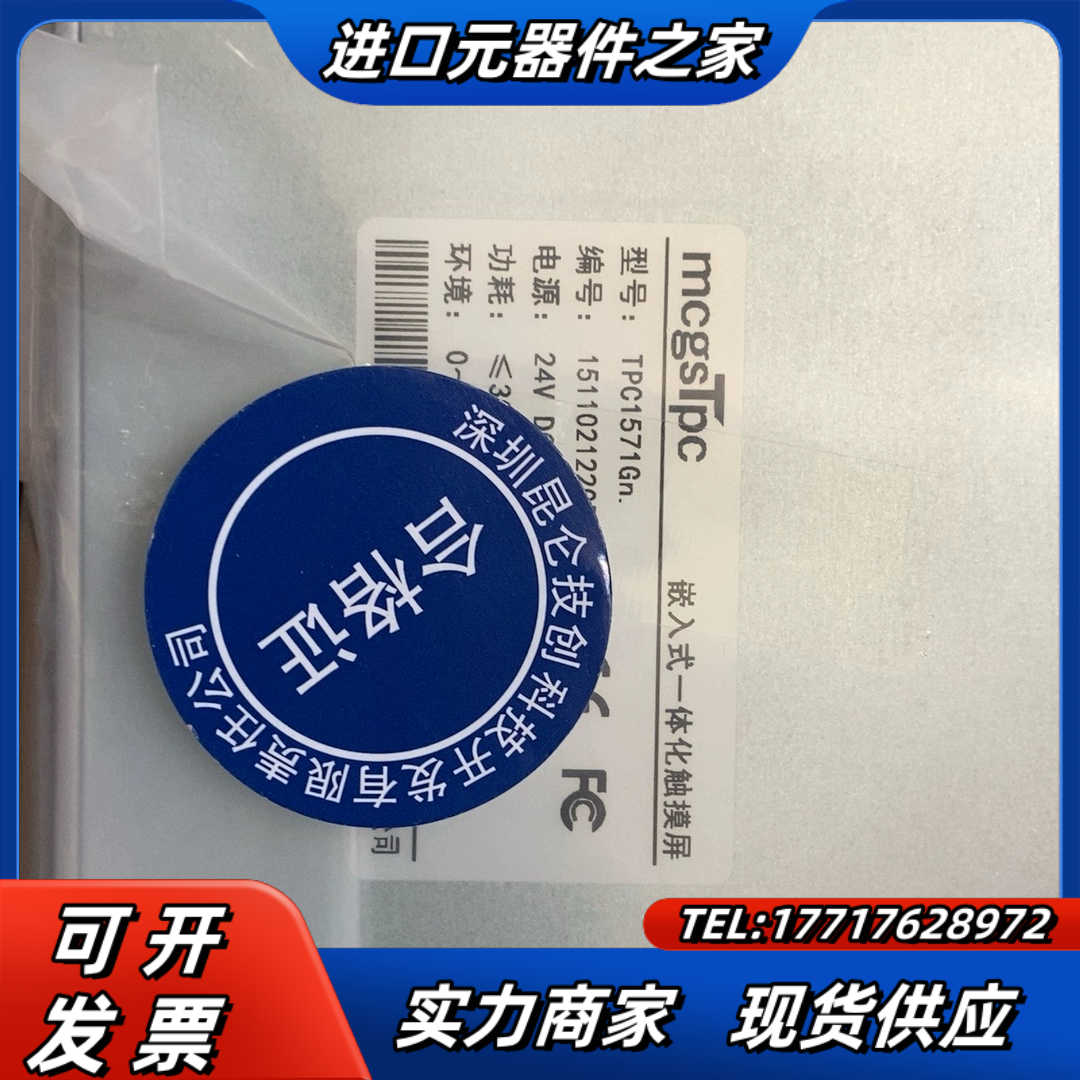 进口元器件之家
mcgsTpc
嵌入式一体化触摸屏
型号: TPC1571Gn.
编号: 151102122
电源: 24V D
功耗: ≤3
环境: 0~
FC
司
深圳昆仑技创科技开发有限责任公司
合格证
TEL:17717628972
可开
发票
实力商家 现货供应